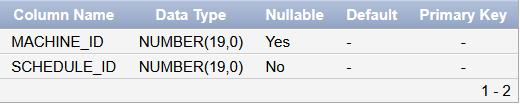 Column Name Data Type Nullable Default Primary Key
MACHINE_ID NUMBER(19,0) Yes - -
SCHEDULE_ID NUMBER(19,0) No - -
1 - 2